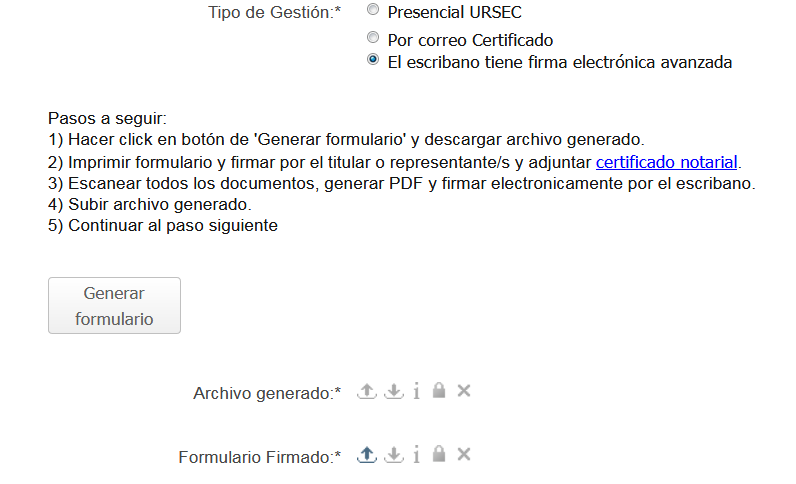 Tipo de Gestión:* Presencial URSEC
Por correo Certificado
El escribano tiene firma electrónica avanzada
Pasos a seguir:
1) Hacer click en botón de 'Generar formulario' y descargar archivo generado.
2) Imprimir formulario y firmar por el titular o representante/s y adjuntar certificado notarial.
3) Escanear todos los documentos, generar PDF y firmar electronicamente por el escribano.
4) Subir archivo generado.
5) Continuar al paso siguiente
Generar
formulario
Archivo generado:*
Formulario Firmado:*